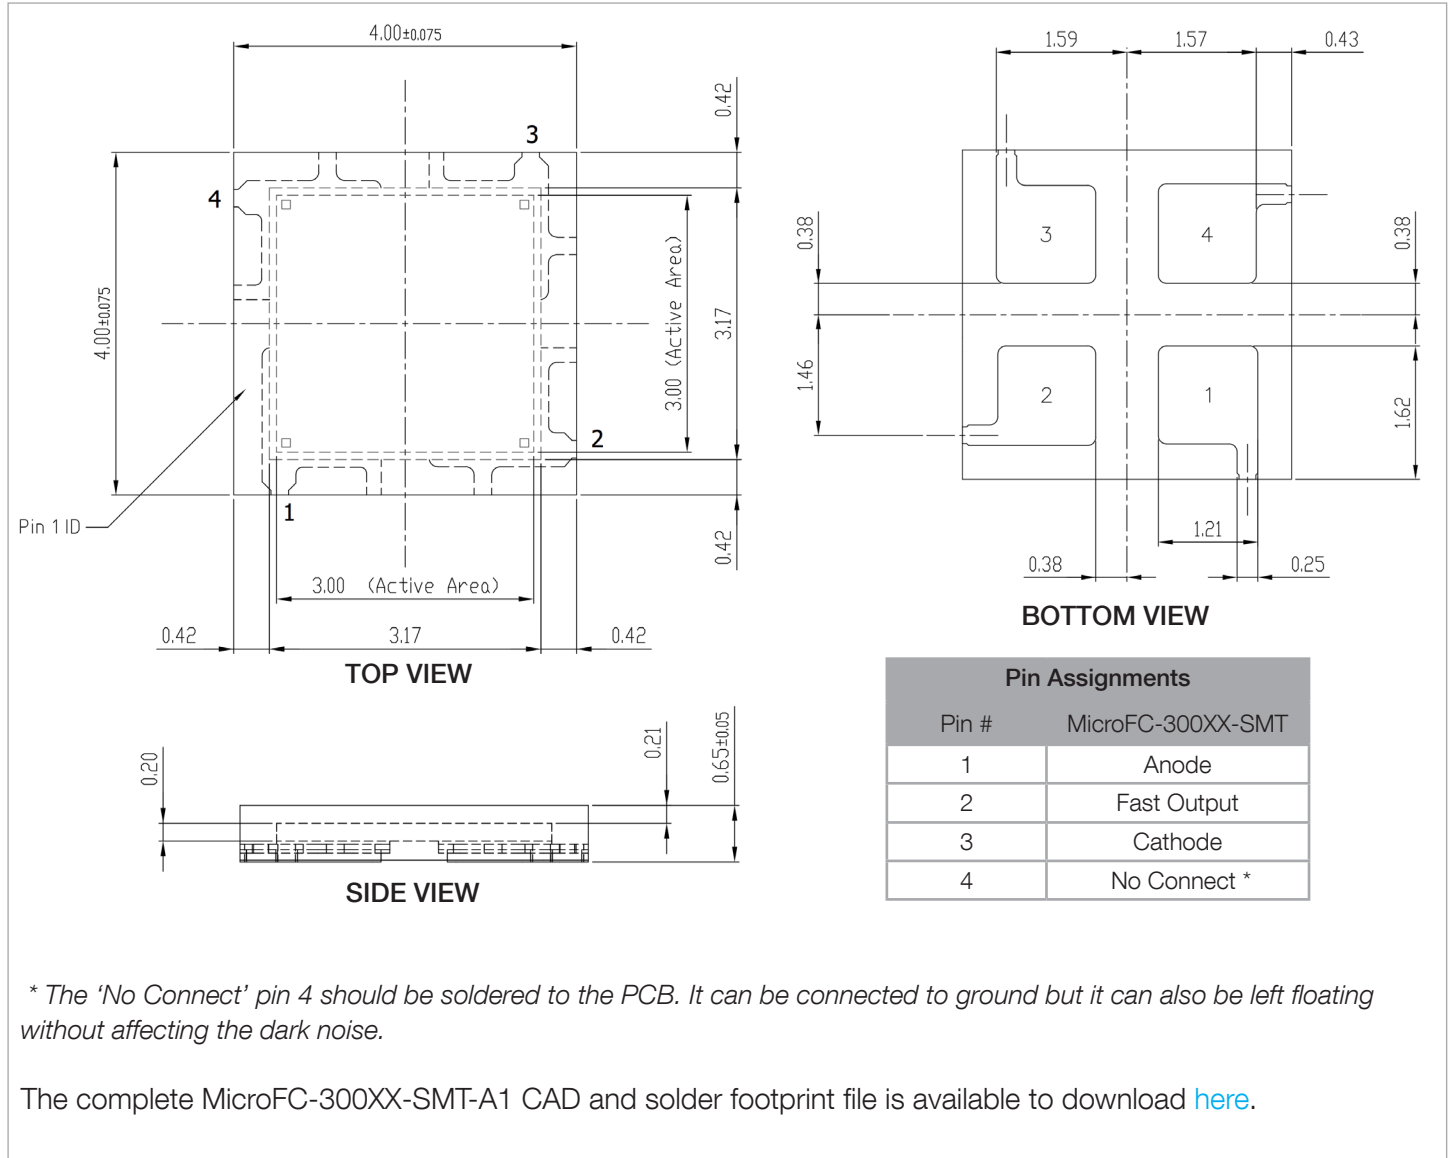 4.00±0.075
0.42
3
4
4.00±0.075
3.00 (Active Area)
3.17
2
1
Pin 1 ID
0.42
3.00 (Active Area)
0.42
3.17
0.42
TOP VIEW
1.59
1.57
0.43
3
4
0.38
0.38
1.46
2
1
1.62
1.21
0.38
0.25
BOTTOM VIEW
0.20
0.21
0.65±0.05
SIDE VIEW
Pin Assignments
Pin # MicroFC-300XX-SMT
1 Anode
2 Fast Output
3 Cathode
4 No Connect *
* The ‘No Connect’ pin 4 should be soldered to the PCB. It can be connected to ground but it can also be left floating
without affecting the dark noise.
The complete MicroFC-300XX-SMT-A1 CAD and solder footprint file is available to download here.